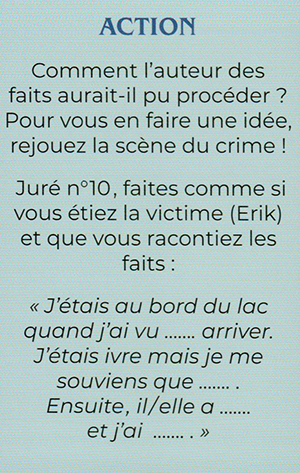 ACTION
Comment l'auteur des
faits aurait-il pu procéder ?
Pour vous en faire une idée,
rejouez la scène du crime !
Juré n°10, faites comme si
vous étiez la victime (Erik)
et que vous racontiez les
faits :
« J'étais au bord du lac
quand j'ai vu ....... arriver.
J'étais ivre mais je me
souviens que ....... .
Ensuite, il/elle a .......
et j'ai ....... . »